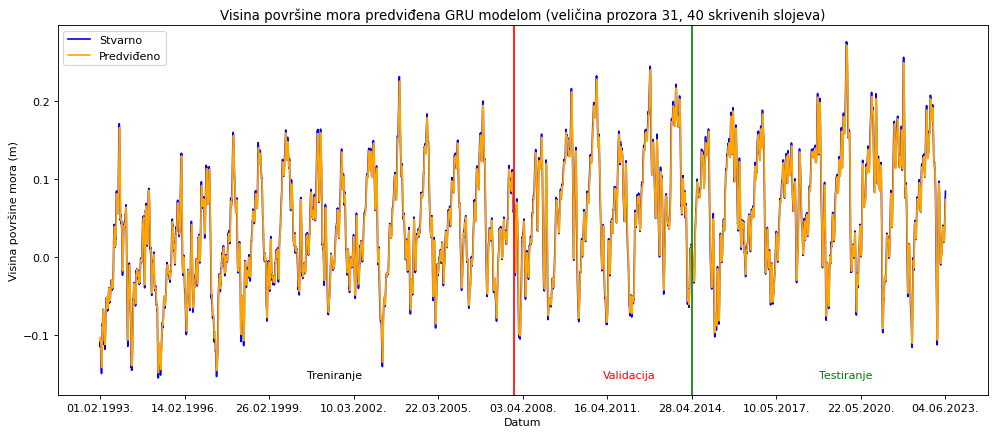 Visina površine mora predviđena GRU modelom (veličina prozora 31, 40 skrivenih slojeva)
Stvarno
Predviđeno
Visina površine mora (m)
0.2
0.1
0.0
−0.1
Treniranje
Validacija
Testiranje
01.02.1993.
14.02.1996.
26.02.1999.
10.03.2002.
22.03.2005.
03.04.2008.
16.04.2011.
28.04.2014.
10.05.2017.
22.05.2020.
04.06.2023.
Datum